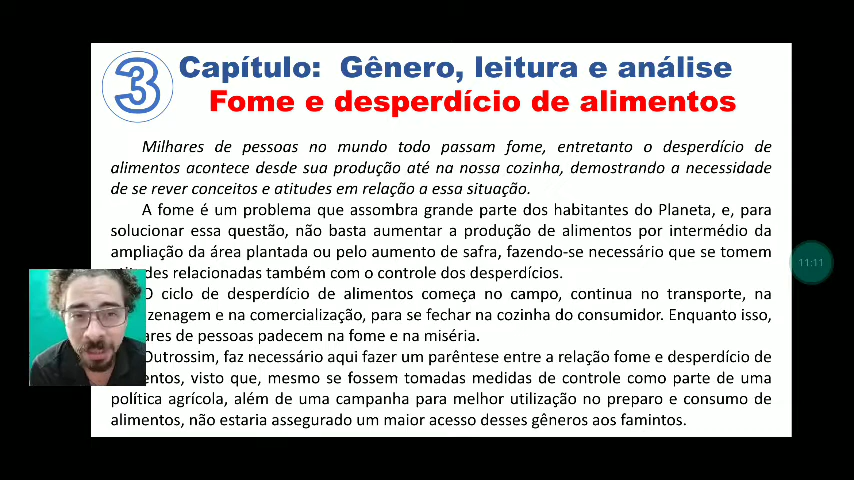 3 Capítulo: Gênero, leitura e análise
Fome e desperdício de alimentos
Milhares de pessoas no mundo todo passam fome, entretanto o desperdício de
alimentos acontece desde sua produção até na nossa cozinha, demostrando a necessidade
de se rever conceitos e atitudes em relação a essa situação.
A fome é um problema que assombra grande parte dos habitantes do Planeta, e, para
solucionar essa questão, não basta aumentar a produção de alimentos por intermédio da
ampliação da área plantada ou pelo aumento de safra, fazendo-se necessário que se tomem
relacionadas também com o controle dos desperdícios.
11:11
O ciclo de desperdício de alimentos começa no campo, continua no transporte, na
e na comercialização, para se fechar na cozinha do consumidor. Enquanto isso,
de pessoas padecem na fome e na miséria.
Outrossim, faz necessário aqui fazer um parêntese entre a relação fome e desperdício de
visto que, mesmo se fossem tomadas medidas de controle como parte de uma
política agrícola, além de uma campanha para melhor utilização no preparo e consumo de
alimentos, não estaria assegurado um maior acesso desses gêneros aos famintos.